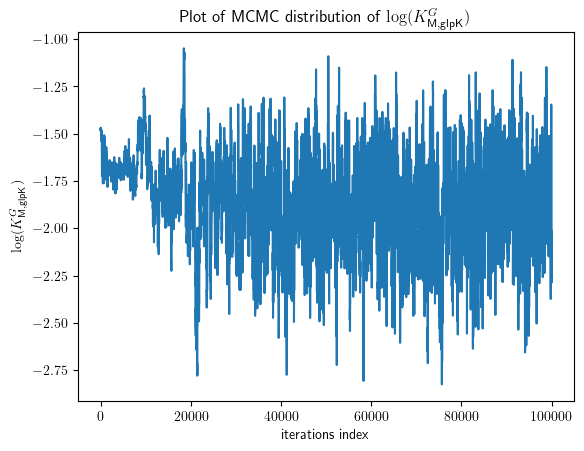 Plot of MCMC distribution of log(K^G_M,glpK)
−1.00
−1.25
−1.50
−1.75
−2.00
−2.25
−2.50
−2.75
log(K^G_M,glpK)
0 20000 40000 60000 80000 100000
iterations index